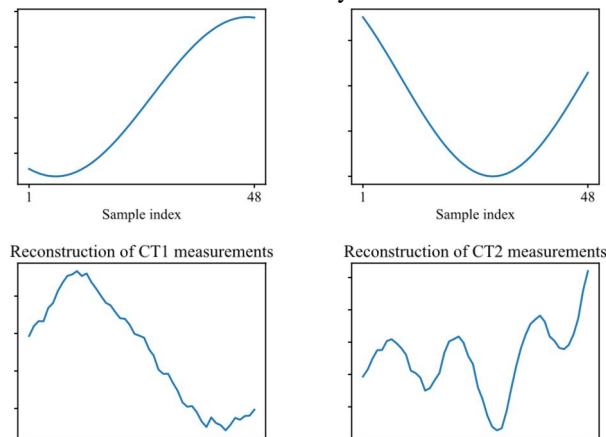 1 48 1 48
Sample index Sample index
Reconstruction of CT1 measurements Reconstruction of CT2 measurements